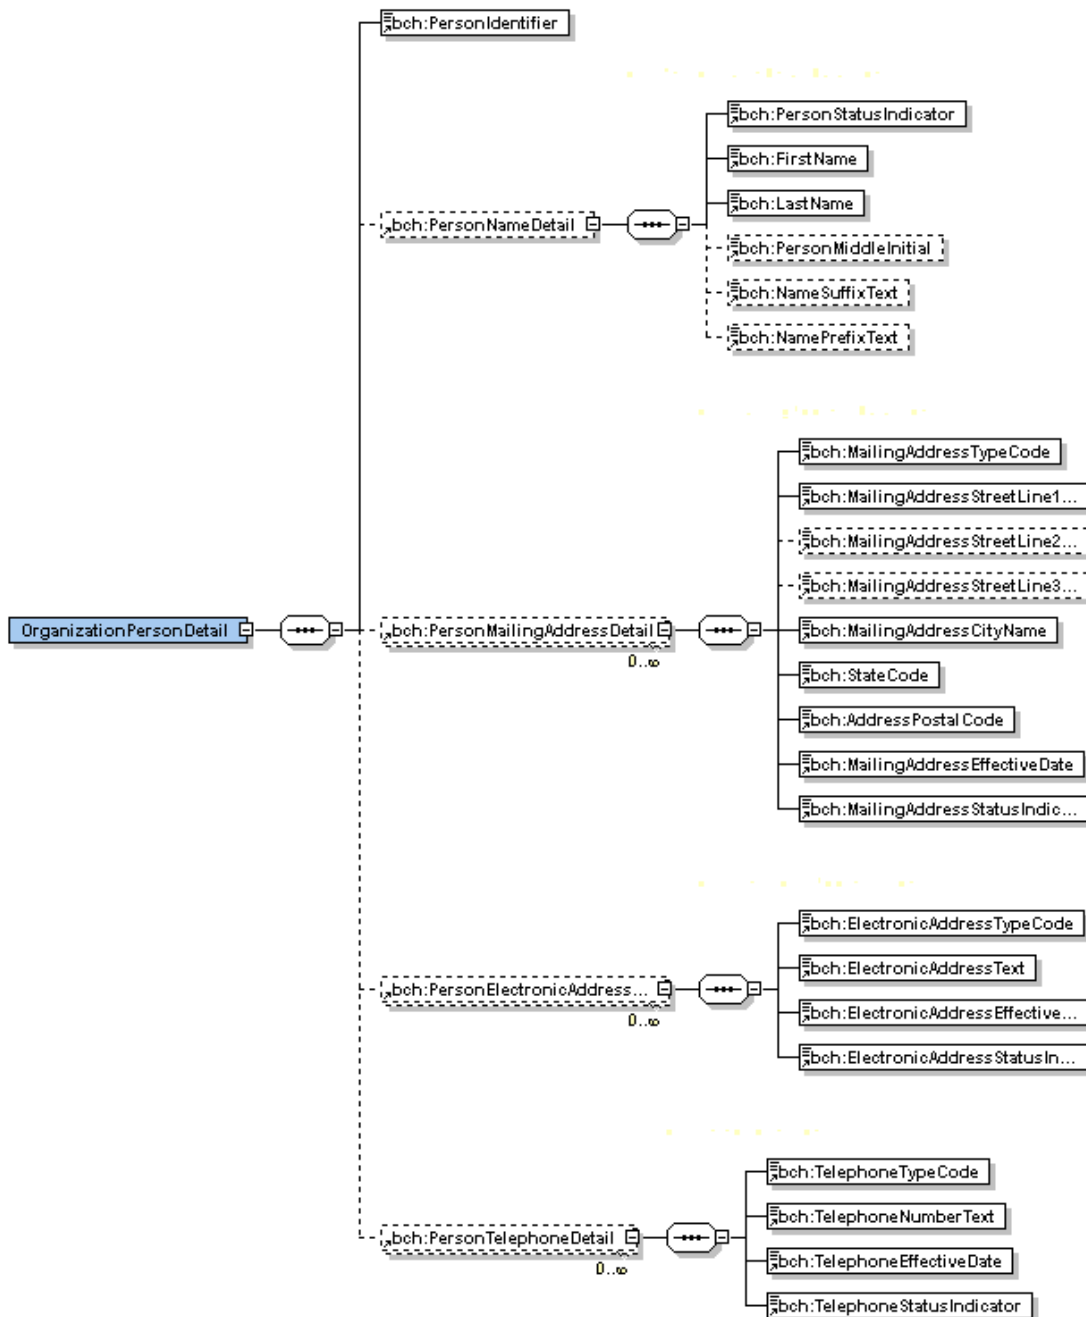 bch:PersonIdentifier
bch:PersonStatusIndicator
bch:FirstName
bch:LastName
bch:PersonNameDetail
bch:PersonMiddleInitial
bch:NameSuffixText
bch:NamePrefixText
bch:MailingAddressTypeCode
bch:MailingAddressStreetLine1...
bch:MailingAddressStreetLine2...
bch:MailingAddressStreetLine3...
OrganizationPersonDetail
bch:PersonMailingAddressDetail
0..∞
bch:MailingAddressCityName
bch:StateCode
bch:AddressPostalCode
bch:MailingAddressEffectiveDate
bch:MailingAddressStatusIndic...
bch:ElectronicAddressTypeCode
bch:ElectronicAddressText
bch:PersonElectronicAddress...
0..∞
bch:ElectronicAddressEffective...
bch:ElectronicAddressStatusIn...
bch:TelephoneTypeCode
bch:TelephoneNumberText
bch:PersonTelephoneDetail
0..∞
bch:TelephoneEffectiveDate
bch:TelephoneStatusIndicator